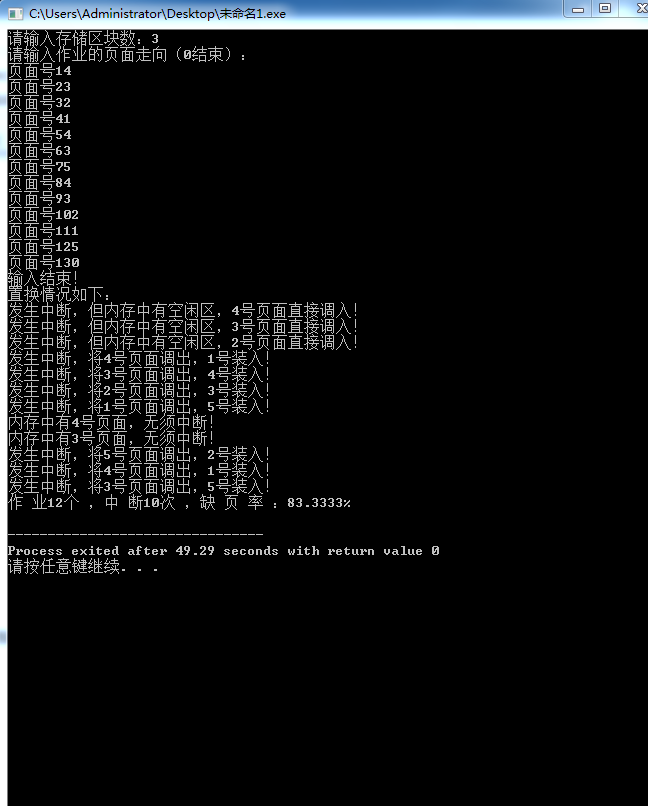 C:\Users\Administrator\Desktop\未命名1.exe
请输入存储区块数: 3
请输入作业的页面走向（0结束）:
页面号14
页面号23
页面号32
页面号41
页面号54
页面号63
页面号75
页面号84
页面号93
页面号102
页面号111
页面号125
页面号130
输入结束!
置换情况如下:
发生中断，但内存中有空闲区，4号页面直接调入!
发生中断，但内存中有空闲区，3号页面直接调入!
发生中断，但内存中有空闲区，2号页面直接调入!
发生中断，将4号页面调出，1号装入!
发生中断，将3号页面调出，4号装入!
发生中断，将2号页面调出，3号装入!
发生中断，将1号页面调出，5号装入!
内存中有4号页面，无须中断!
内存中有3号页面，无须中断!
发生中断，将5号页面调出，2号装入!
发生中断，将4号页面调出，1号装入!
发生中断，将3号页面调出，5号装入!
作 业12个 ，中 断10次 ，缺 页 率 ：83.3333%
--------------------------------
Process exited after 49.29 seconds with return value 0
请按任意键继续. . .